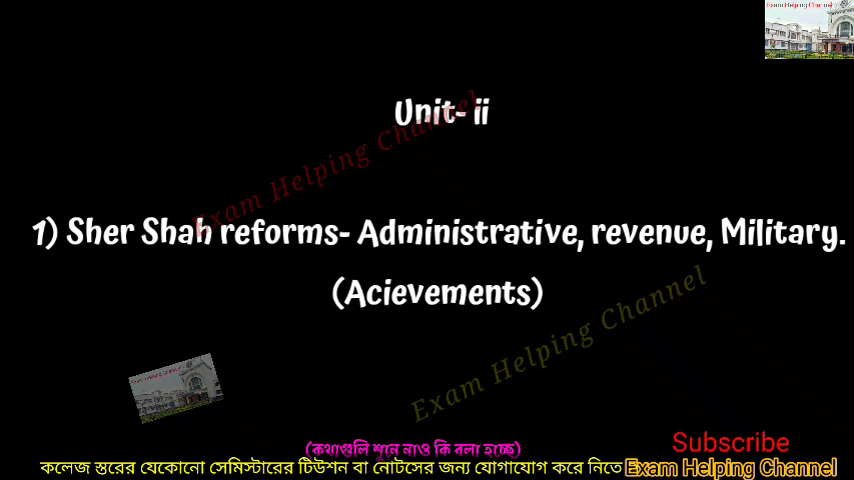 Exam Helping Channel
Unit- ii
Exam Helping Channel
1) Sher Shah reforms- Administrative, revenue, Military.
(Acievements)
Exam Helping Channel
Exam Helping Channel
(কথাগুলি শুনে নাও কি বলা হচ্ছে)
Subscribe
কলেজ স্তরের যেকোনো সেমিস্টারের টিউশন বা নোটসের জন্য যোগাযোগ করে নিতে
Exam Helping Channel